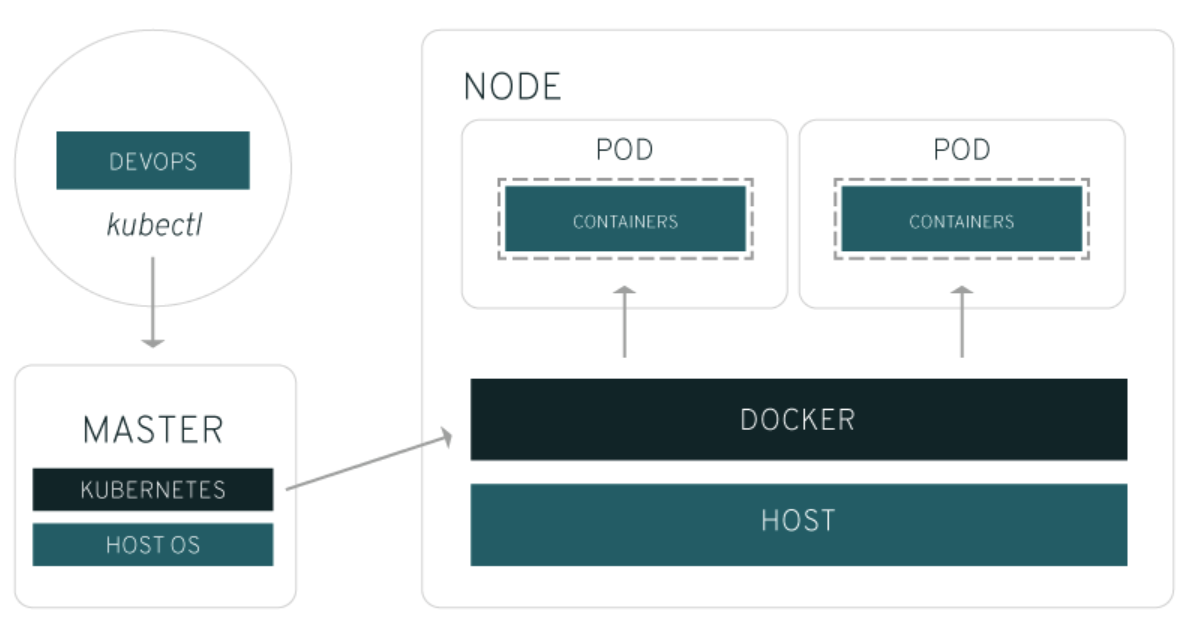 DEVOPS
kubectl
MASTER
KUBERNETES
HOST OS
NODE
POD
CONTAINERS
POD
CONTAINERS
DOCKER
HOST